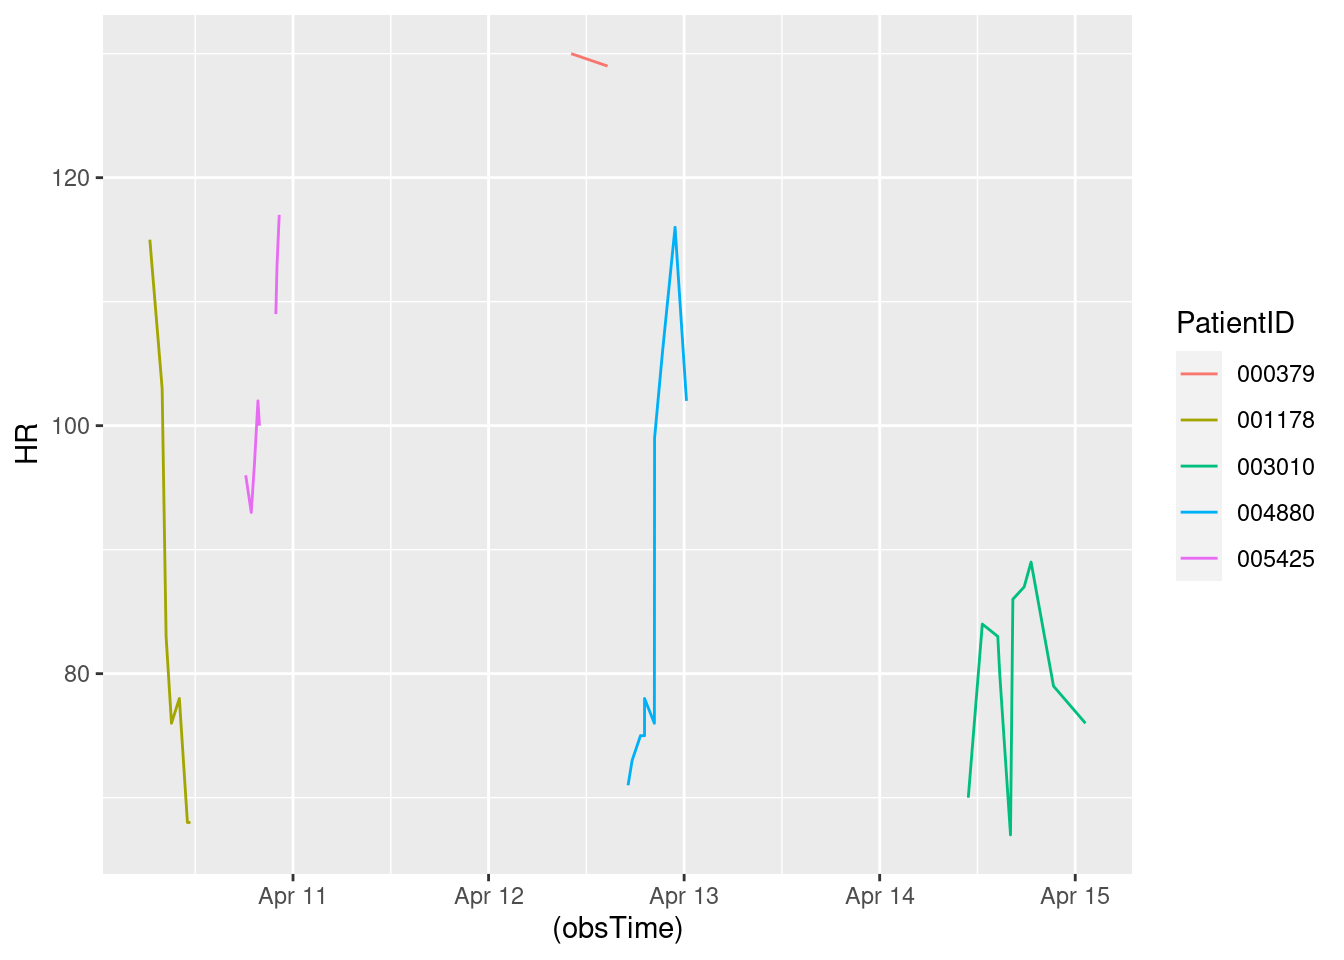 HR
120
100
80
Apr 11
Apr 12
Apr 13
Apr 14
Apr 15
(obsTime)
PatientID
000379
001178
003010
004880
005425